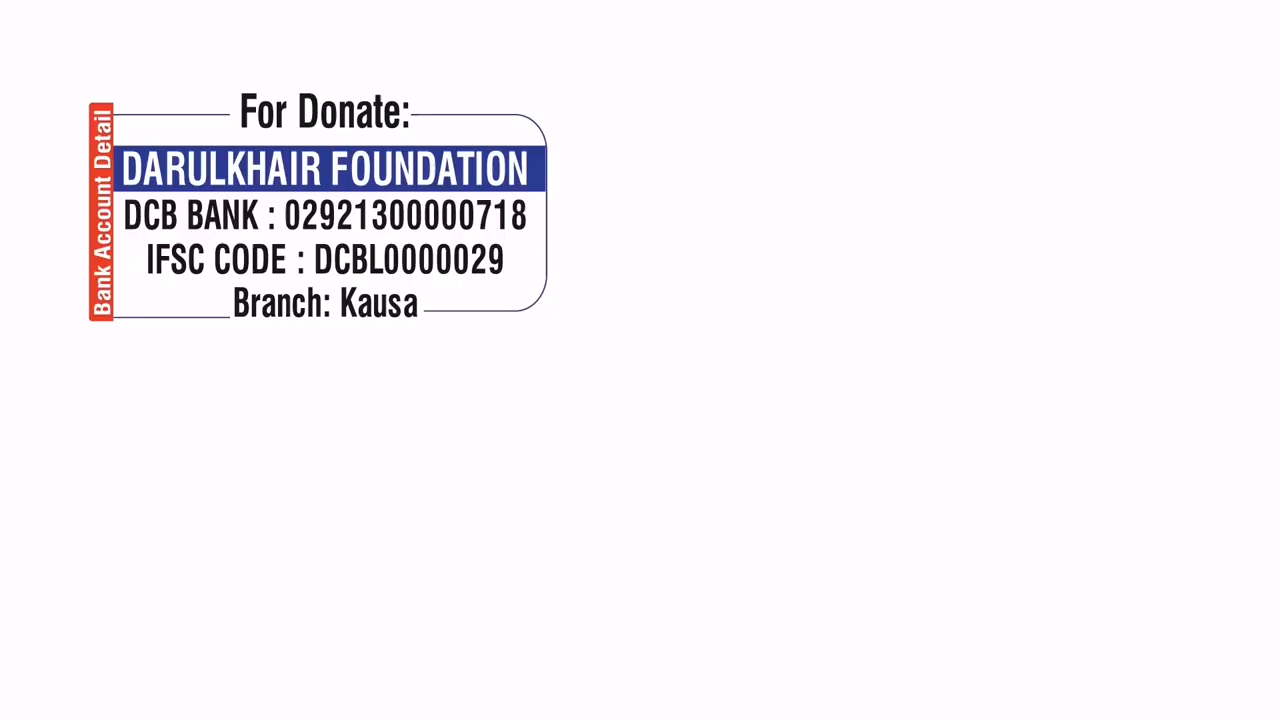 For Donate:
Bank Account Detail
DARULKHAIR FOUNDATION
DCB BANK : 02921300000718
IFSC CODE : DCBL0000029
Branch: Kausa